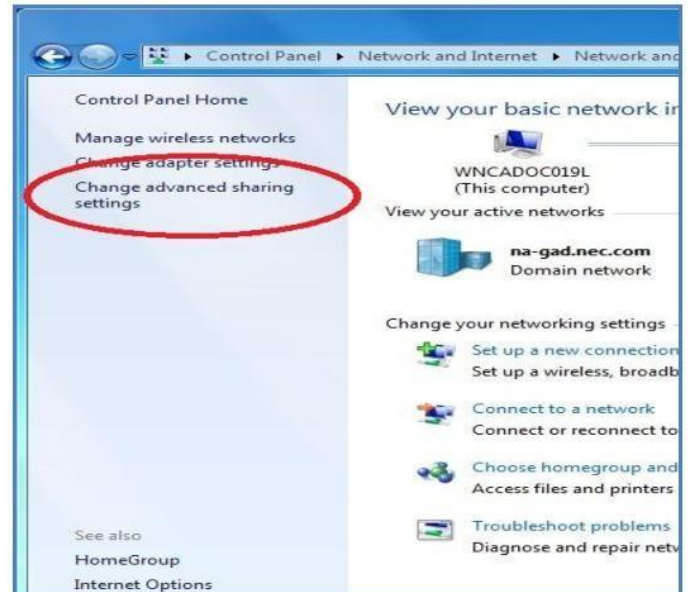 Control Panel Network and Internet Network and
Control Panel Home
Manage wireless networks
Change adapter settings
Change advanced sharing
settings
See also
HomeGroup
Internet Options
View your basic network in
WNCADOC019L
(This computer)
View your active networks
na-gad.nec.com
Domain network
Change your networking settings
Set up a new connection
Set up a wireless, broadb
Connect to a network
Connect or reconnect to
Choose homegroup and
Access files and printers
Troubleshoot problems
Diagnose and repair netw